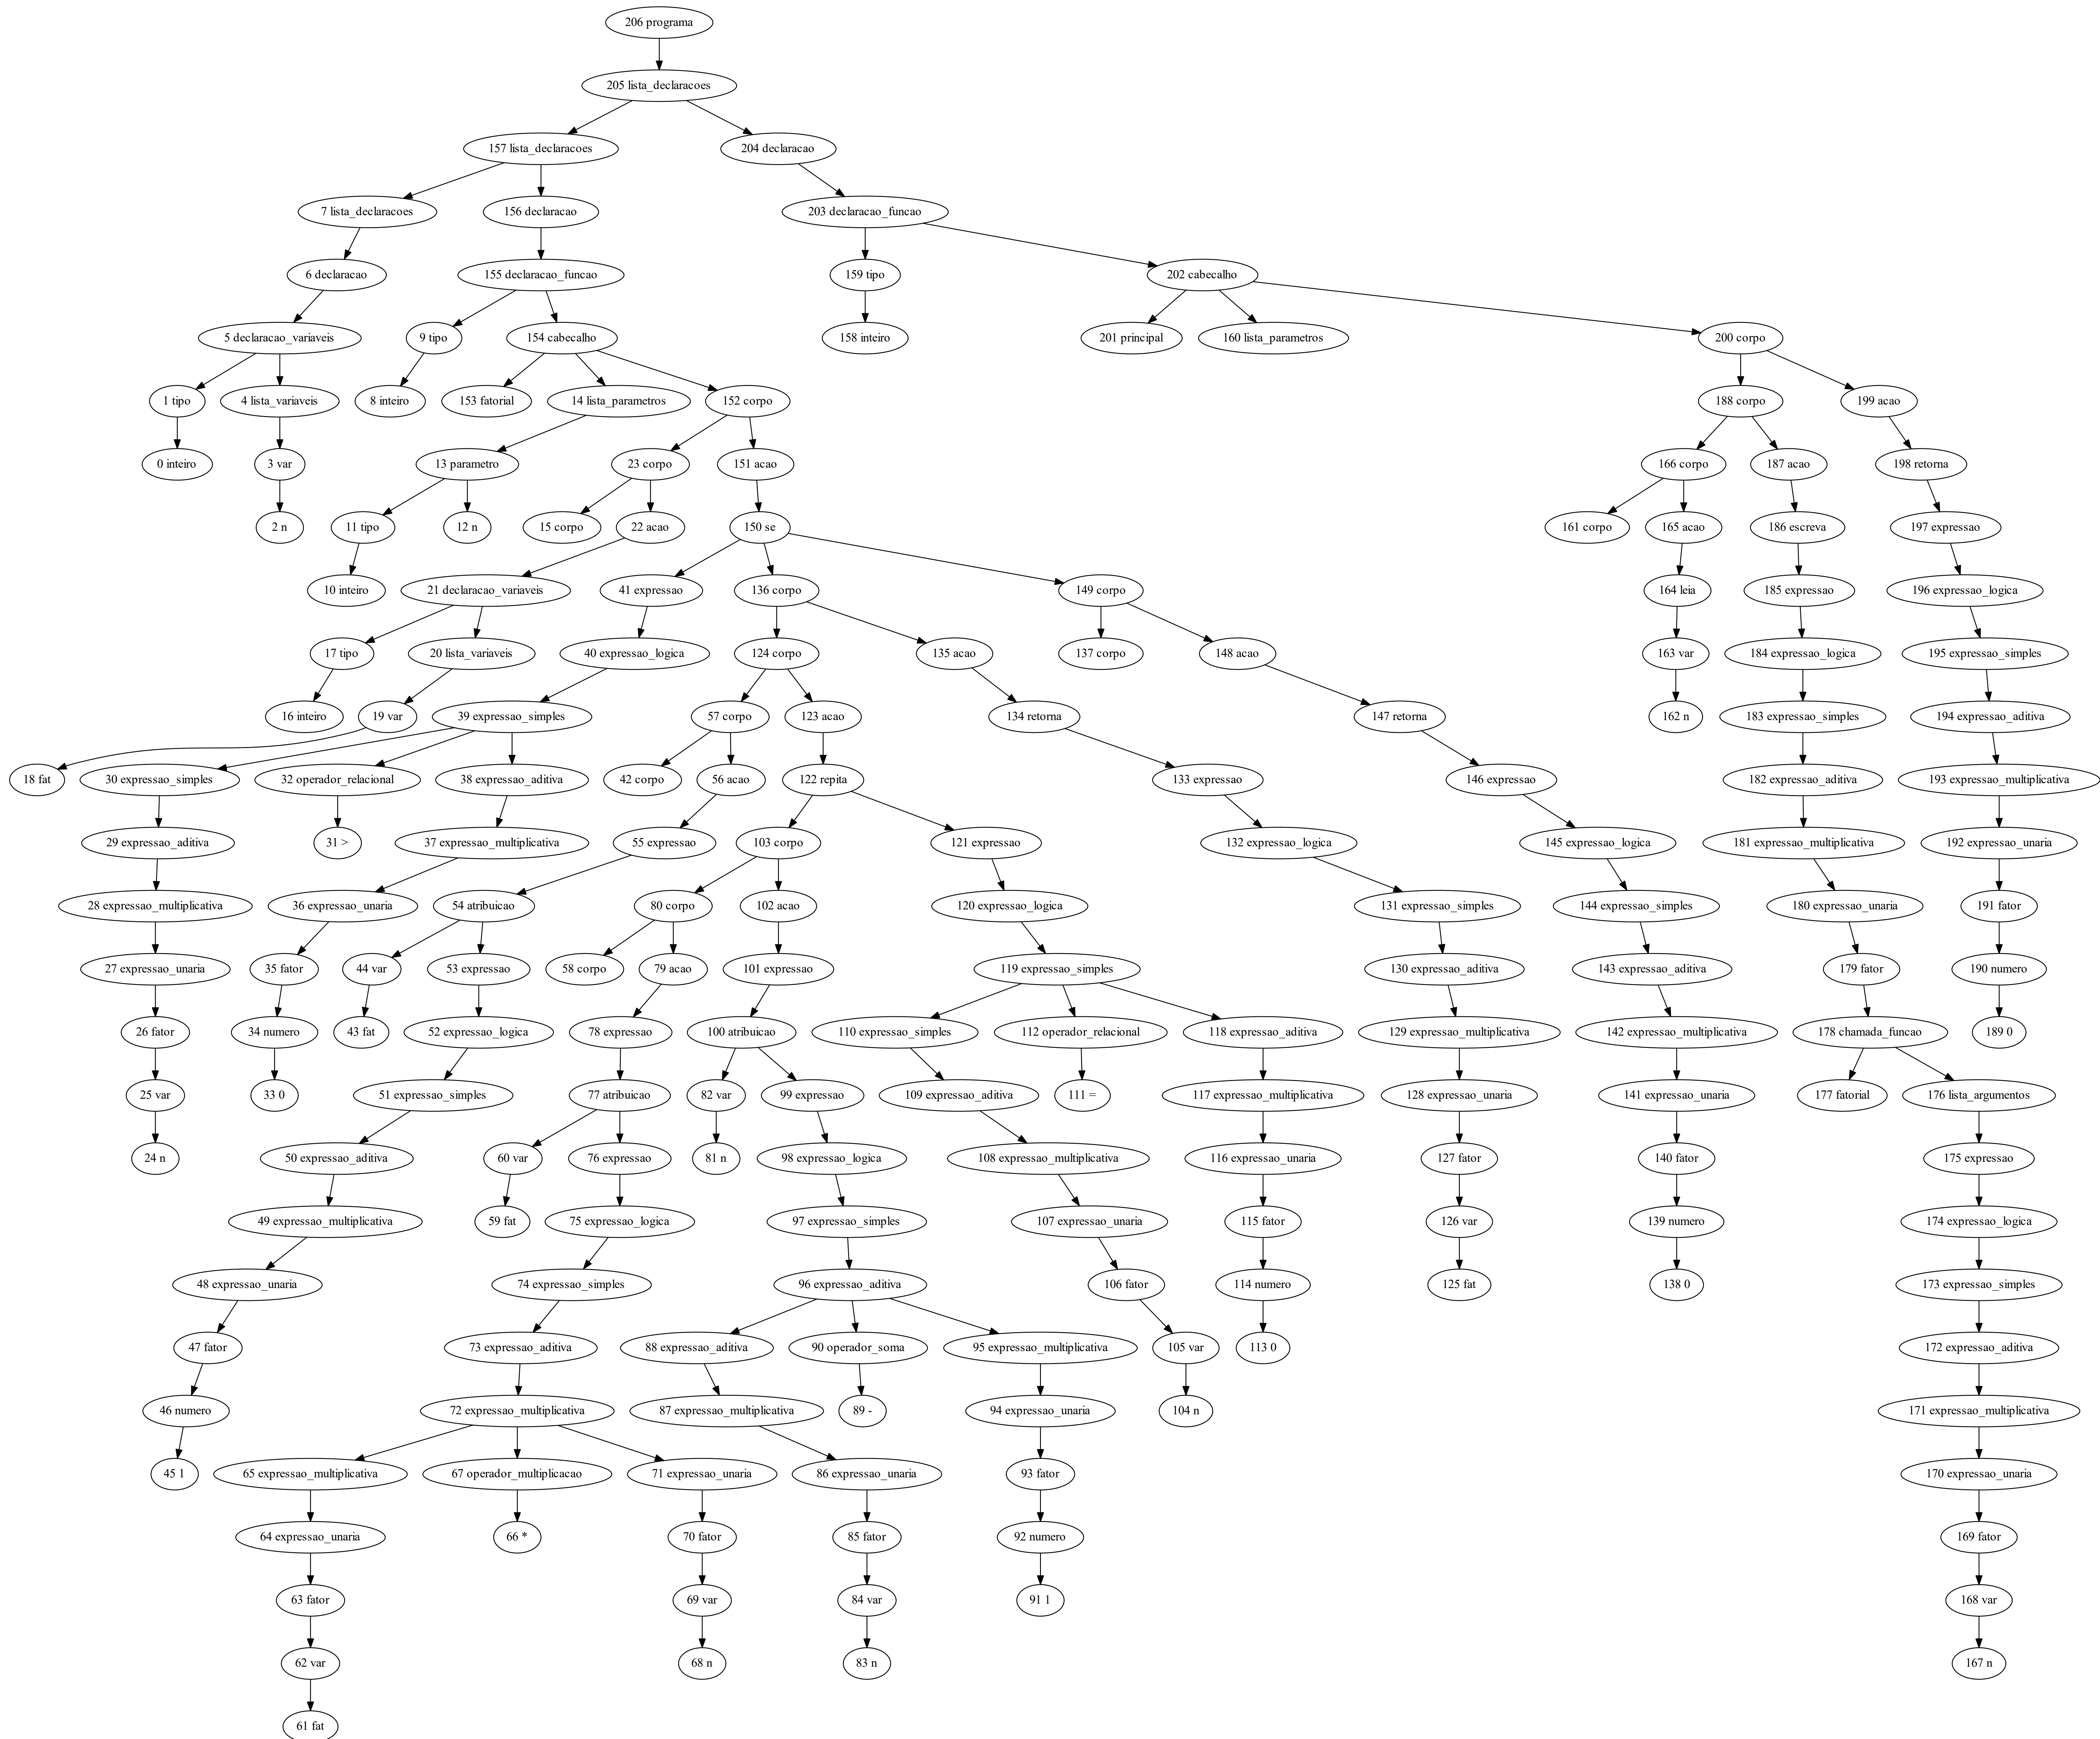 206 programa
205 lista_declaracoes
157 lista_declaracoes
204 declaracao
7 lista_declaracoes
156 declaracao
203 declaracao_funcao
6 declaracao
155 declaracao_funcao
159 tipo
202 cabecalho
5 declaracao_variaveis
9 tipo
154 cabecalho
158 inteiro
201 principal
160 lista_parametros
200 corpo
1 tipo
4 lista_variaveis
8 inteiro
153 fatorial
14 lista_parametros
152 corpo
188 corpo
199 acao
0 inteiro
3 var
13 parametro
23 corpo
151 acao
166 corpo
187 acao
198 retorna
2 n
11 tipo
12 n
15 corpo
22 acao
150 se
161 corpo
165 acao
186 escreva
197 expressao
10 inteiro
21 declaracao_variaveis
41 expressao
136 corpo
149 corpo
164 leia
185 expressao
196 expressao_logica
17 tipo
20 lista_variaveis
40 expressao_logica
124 corpo
135 acao
137 corpo
148 acao
163 var
184 expressao_logica
195 expressao_simples
16 inteiro
19 var
39 expressao_simples
57 corpo
123 acao
134 retorna
147 retorna
162 n
183 expressao_simples
194 expressao_aditiva
18 fat
30 expressao_simples
32 operador_relacional
38 expressao_aditiva
42 corpo
56 acao
122 repita
133 expressao
146 expressao
182 expressao_aditiva
193 expressao_multiplicativa
29 expressao_aditiva
31 >
37 expressao_multiplicativa
55 expressao
103 corpo
121 expressao
132 expressao_logica
145 expressao_logica
181 expressao_multiplicativa
192 expressao_unaria
28 expressao_multiplicativa
36 expressao_unaria
54 atribuicao
80 corpo
102 acao
120 expressao_logica
131 expressao_simples
144 expressao_simples
180 expressao_unaria
191 fator
27 expressao_unaria
35 fator
44 var
53 expressao
58 corpo
79 acao
101 expressao
119 expressao_simples
130 expressao_aditiva
143 expressao_aditiva
179 fator
190 numero
26 fator
34 numero
43 fat
52 expressao_logica
78 expressao
100 atribuicao
110 expressao_simples
112 operador_relacional
118 expressao_aditiva
129 expressao_multiplicativa
142 expressao_multiplicativa
178 chamada_funcao
189 0
25 var
33 0
51 expressao_simples
77 atribuicao
82 var
99 expressao
109 expressao_aditiva
111 =
117 expressao_multiplicativa
128 expressao_unaria
141 expressao_unaria
177 fatorial
176 lista_argumentos
24 n
50 expressao_aditiva
60 var
76 expressao
81 n
98 expressao_logica
108 expressao_multiplicativa
116 expressao_unaria
127 fator
140 fator
175 expressao
49 expressao_multiplicativa
59 fat
75 expressao_logica
97 expressao_simples
107 expressao_unaria
115 fator
126 var
139 numero
174 expressao_logica
48 expressao_unaria
74 expressao_simples
96 expressao_aditiva
106 fator
114 numero
125 fat
138 0
173 expressao_simples
47 fator
73 expressao_aditiva
88 expressao_aditiva
90 operador_soma
95 expressao_multiplicativa
105 var
113 0
172 expressao_aditiva
46 numero
72 expressao_multiplicativa
87 expressao_multiplicativa
89 -
94 expressao_unaria
104 n
171 expressao_multiplicativa
45 1
65 expressao_multiplicativa
67 operador_multiplicacao
71 expressao_unaria
86 expressao_unaria
93 fator
170 expressao_unaria
64 expressao_unaria
66 *
70 fator
85 fator
92 numero
169 fator
63 fator
69 var
84 var
91 1
168 var
62 var
68 n
83 n
167 n
61 fat